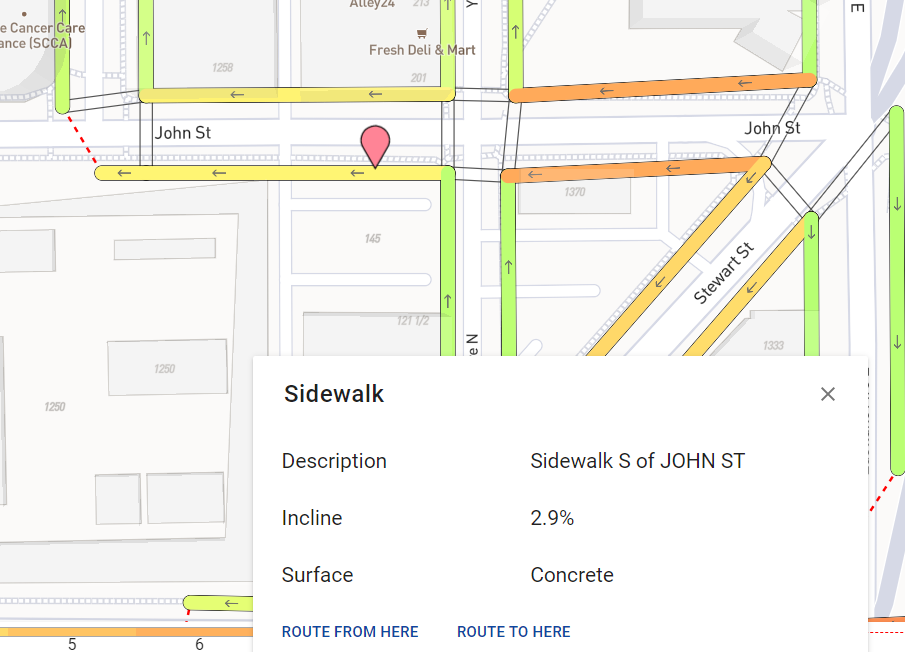 Alley24
213
Y
E
e Cancer Care
ance (SCCA)
Fresh Deli & Mart
1258
201
John St
John St
1370
145
Stewart St
121 1/2
e N
1333
1250
1250
Sidewalk
Description
Sidewalk S of JOHN ST
Incline
2.9%
Surface
Concrete
ROUTE FROM HERE
ROUTE TO HERE
5
6